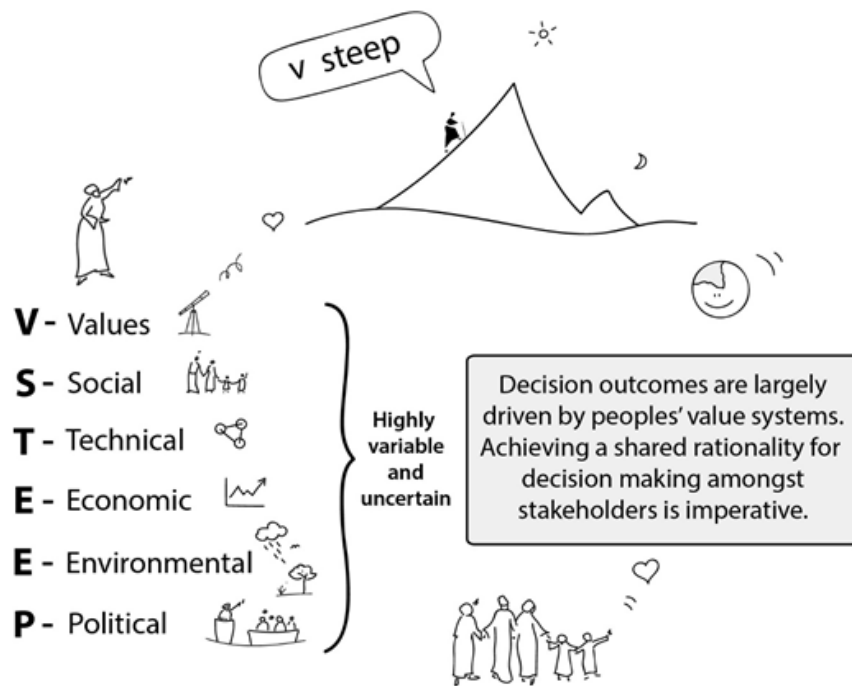 v steep
V - Values
S - Social
T - Technical
E - Economic
E - Environmental
P - Political
Highly
variable
and
uncertain
Decision outcomes are largely
driven by peoples’ value systems.
Achieving a shared rationality for
decision making amongst
stakeholders is imperative.